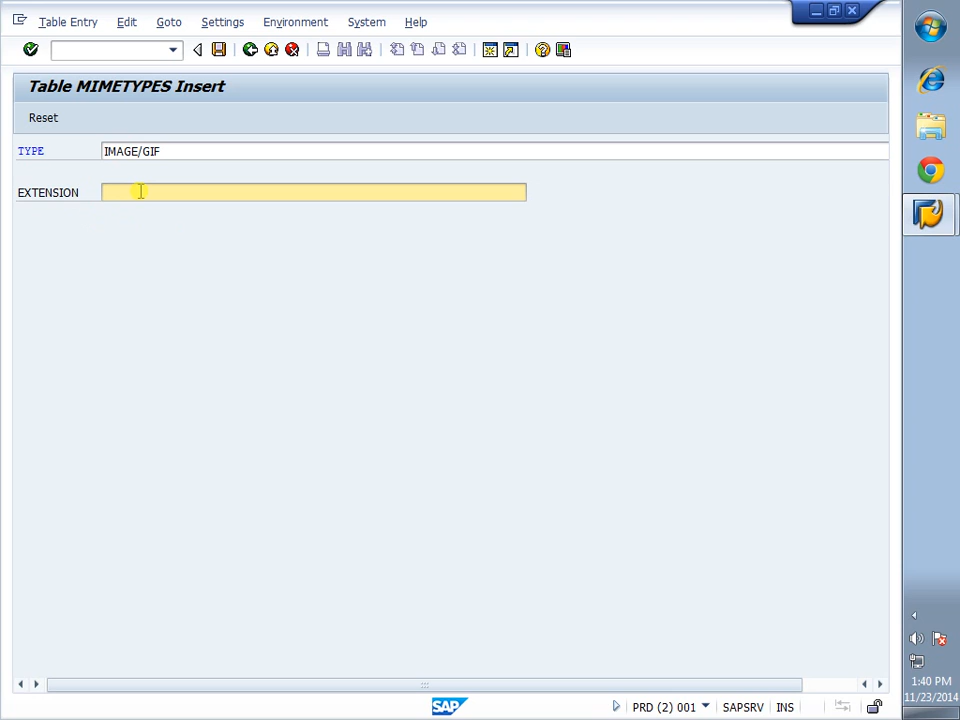 Table Entry Edit Goto Settings Environment System Help
Table MIMETYPES Insert
Reset
TYPE IMAGE/GIF
EXTENSION
SAP PRD (2) 001 SAPSRV INS
1:40 PM
11/23/2014